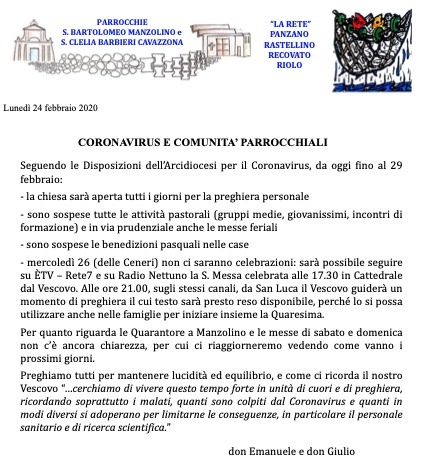 PARROCCHIE
S. BARTOLOMEO MANZOLINO e
S. CLELIA BARBIERI CAVAZZONA
“LA RETE”
PANZANO
RASTELLINO
RECOVATO
RIOLO
Lunedì 24 febbraio 2020
CORONAVIRUS E COMUNITA’ PARROCCHIALI
Seguendo le Disposizioni dell’Arcidiocesi per il Coronavirus, da oggi fino al 29
febbraio:
- la chiesa sarà aperta tutti i giorni per la preghiera personale
- sono sospese tutte le attività pastorali (gruppi medie, giovanissimi, incontri di
formazione) e in via prudenziale anche le messe feriali
- sono sospese le benedizioni pasquali nelle case
- mercoledì 26 (delle Ceneri) non ci saranno celebrazioni: sarà possibile seguire
su ÈTV – Rete7 e su Radio Nettuno la S. Messa celebrata alle 17.30 in Cattedrale
dal Vescovo. Alle ore 21.00, sugli stessi canali, da San Luca il Vescovo guiderà un
momento di preghiera il cui testo sarà presto reso disponibile, perché lo si possa
utilizzare anche nelle famiglie per iniziare insieme la Quaresima.
Per quanto riguarda le Quarantore a Manzolino e le messe di sabato e domenica
non c’è ancora chiarezza, per cui ci riaggiorneremo vedendo come vanno i
prossimi giorni.
Preghiamo tutti per mantenere lucidità ed equilibrio, e come ci ricorda il nostro
Vescovo “…cerchiamo di vivere questo tempo forte in unità di cuori e di preghiera,
ricordando soprattutto i malati, quanti sono colpiti dal Coronavirus e quanti in
modi diversi si adoperano per limitarne le conseguenze, in particolare il personale
sanitario e di ricerca scientifica.”
don Emanuele e don Giulio